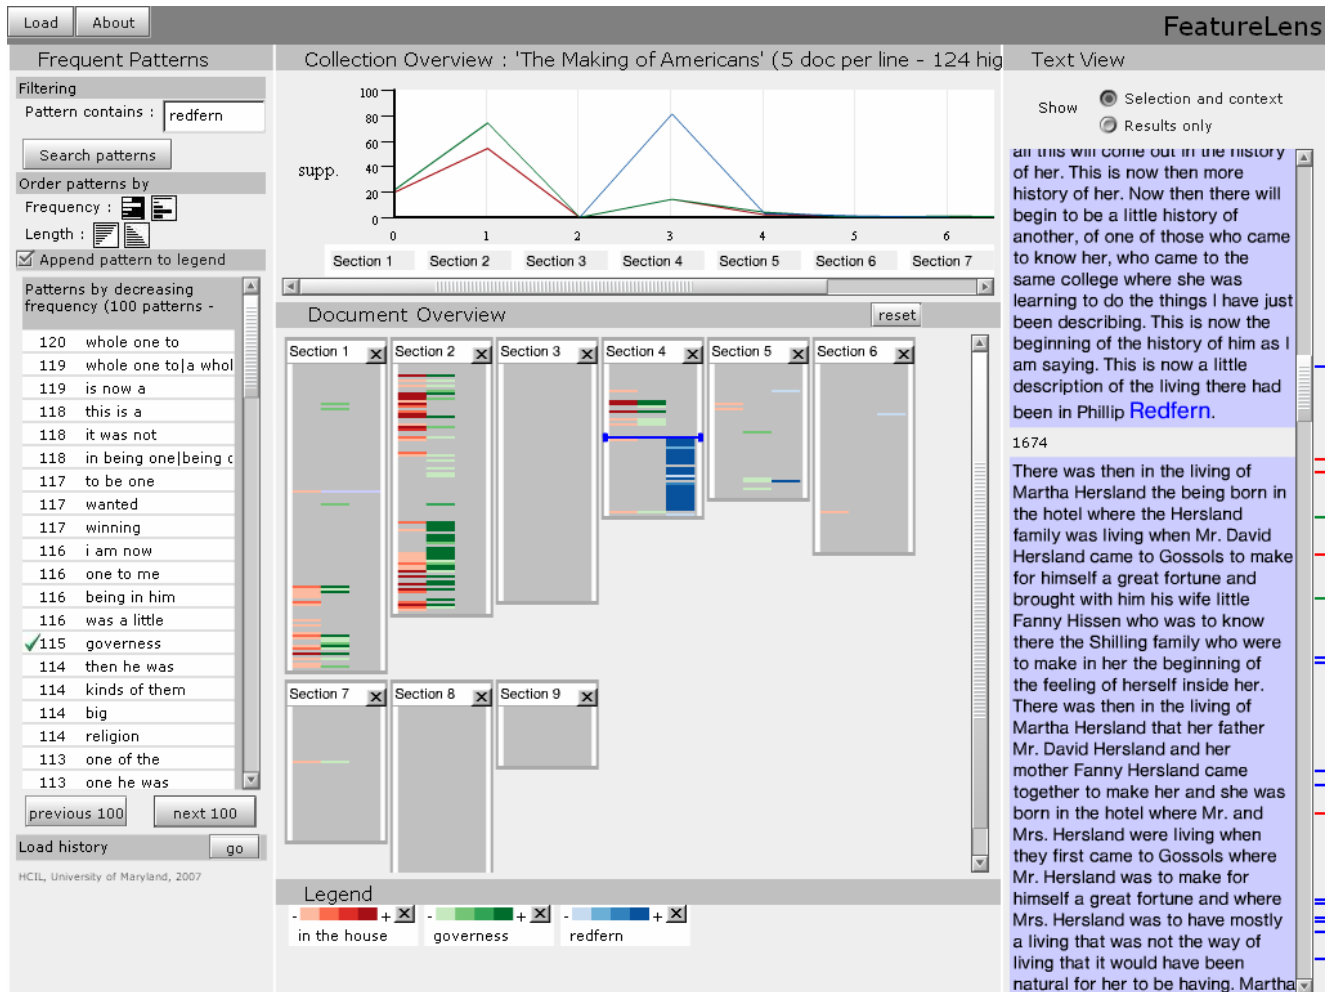 Load
About
FeatureLens
Frequent Patterns
Filtering
Pattern contains :
redfern
Search patterns
Order patterns by
Frequency :
Length :
Append pattern to legend
Patterns by decreasing
frequency (100 patterns -
120 whole one to
119 whole one to|a whol
119 is now a
118 this is a
118 it was not
118 in being one|being c
117 to be one
117 wanted
117 winning
116 i am now
116 one to me
116 being in him
116 was a little
115 governess
114 then he was
114 kinds of them
114 big
114 religion
113 one of the
113 one he was
previous 100
next 100
Load history
go
HCIL, University of Maryland, 2007
Collection Overview : 'The Making of Americans' (5 doc per line - 124 hig
100
80
60
40
20
0
supp.
0 1 2 3 4 5 6
Section 1 Section 2 Section 3 Section 4 Section 5 Section 6 Section 7
Document Overview
reset
Section 1 X
Section 2 X
Section 3 X
Section 4 X
Section 5 X
Section 6 X
Section 7 X
Section 8 X
Section 9 X
Legend
- + X
in the house
- + X
governess
- + X
redfern
Text View
Show
Selection and context
Results only
all this will come out in the history
of her. This is now then more
history of her. Now then there will
begin to be a little history of
another, of one of those who came
to know her, who came to the
same college where she was
learning to do the things I have just
been describing. This is now the
beginning of the history of him as I
am saying. This is now a little
description of the living there had
been in Phillip Redfern.
1674
There was then in the living of
Martha Hersland the being born in
the hotel where the Hersland
family was living when Mr. David
Hersland came to Gossols to make
for himself a great fortune and
brought with him his wife little
Fanny Hissen who was to know
there the Shilling family who were
to make in her the beginning of
the feeling of herself inside her.
There was then in the living of
Martha Hersland that her father
Mr. David Hersland and her
mother Fanny Hersland came
together to make her and she was
born in the hotel where Mr. and
Mrs. Hersland were living when
they first came to Gossols where
Mr. Hersland was to make for
himself a great fortune and where
Mrs. Hersland was to have mostly
a living that was not the way of
living that it would have been
natural for her to be having. Martha